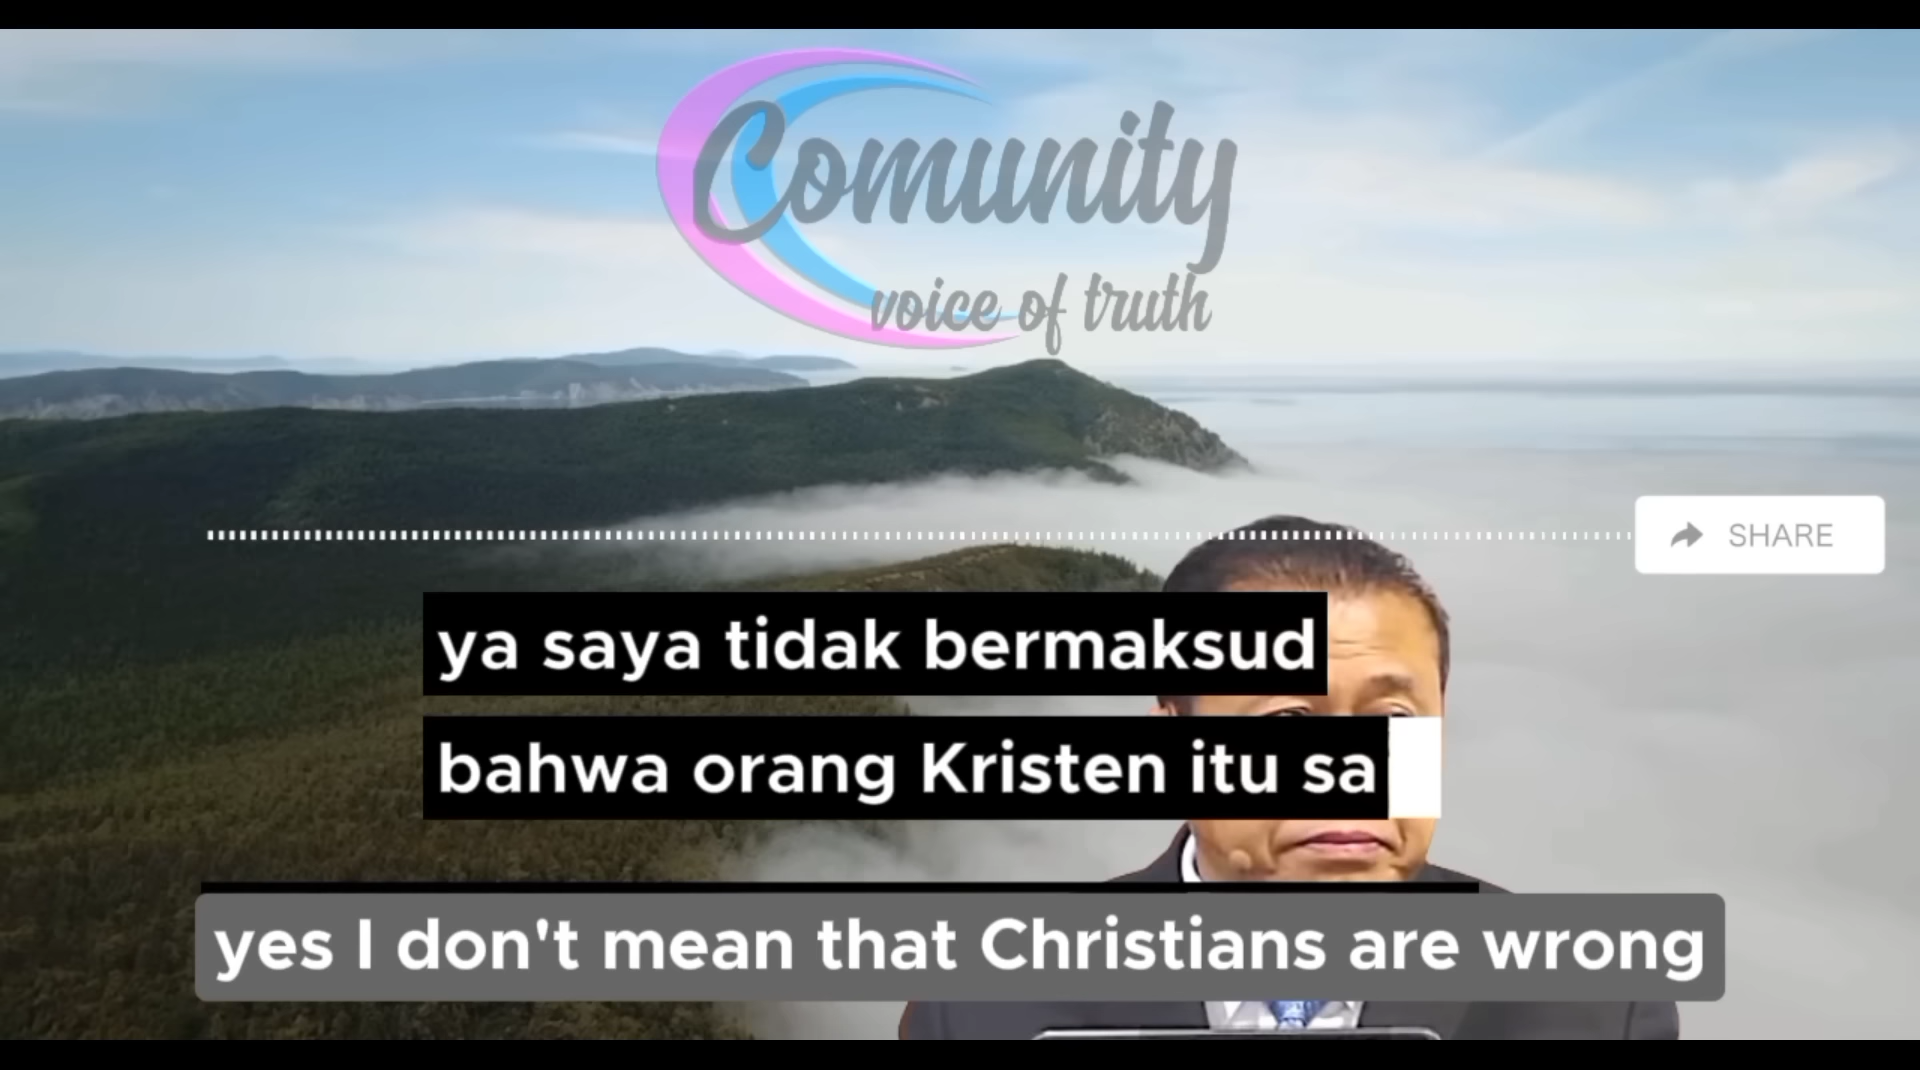 Comunity
voice of truth
SHARE
ya saya tidak bermaksud
bahwa orang Kristen itu sa
yes I don't mean that Christians are wrong